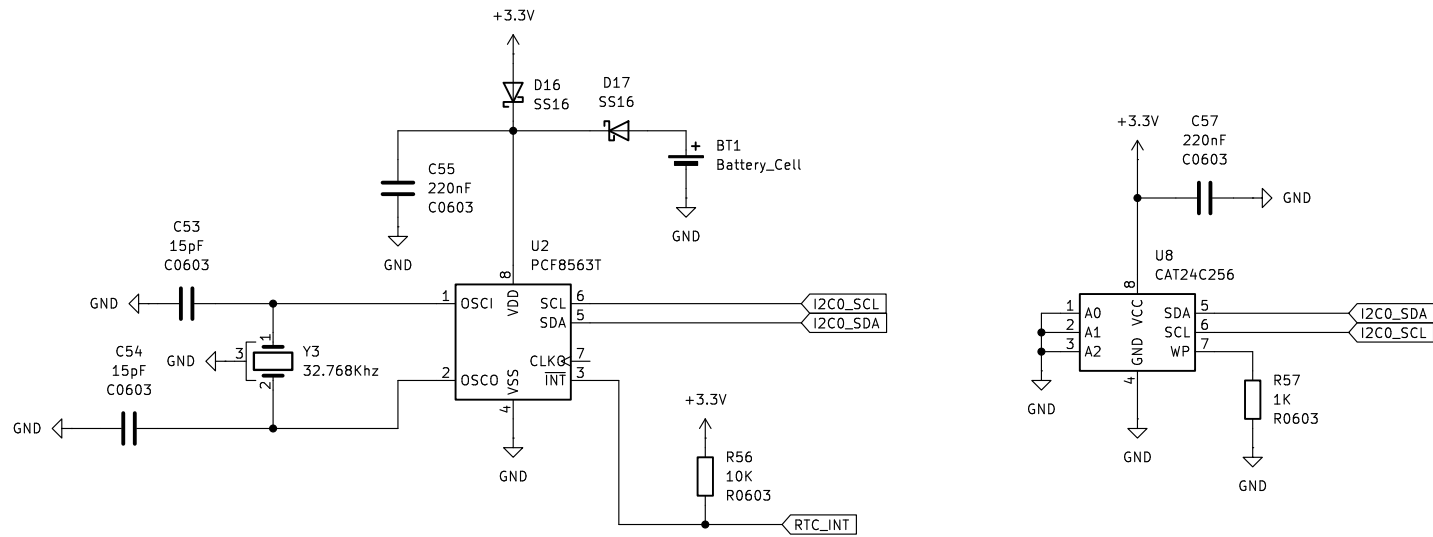 +3.3V
D16
SS16
D17
SS16
+
BT1
Battery_Cell
GND
C55
220nF
C0603
GND
C53
15pF
C0603
GND
C54
15pF
C0603
GND
GND
1
3
2
Y3
32.768Khz
U2
PCF8563T
8
VDD
1
OSCI
2
OSCO
SCL
6
SDA
5
CLKO
7
INT
3
VSS
4
GND
I2C0_SCL
I2C0_SDA
+3.3V
R56
10K
R0603
RTC_INT
+3.3V
C57
220nF
C0603
GND
U8
CAT24C256
8
VCC
1
A0
2
A1
3
A2
SDA
5
SCL
6
WP
7
GND
4
GND
GND
I2C0_SDA
I2C0_SCL
R57
1K
R0603
GND